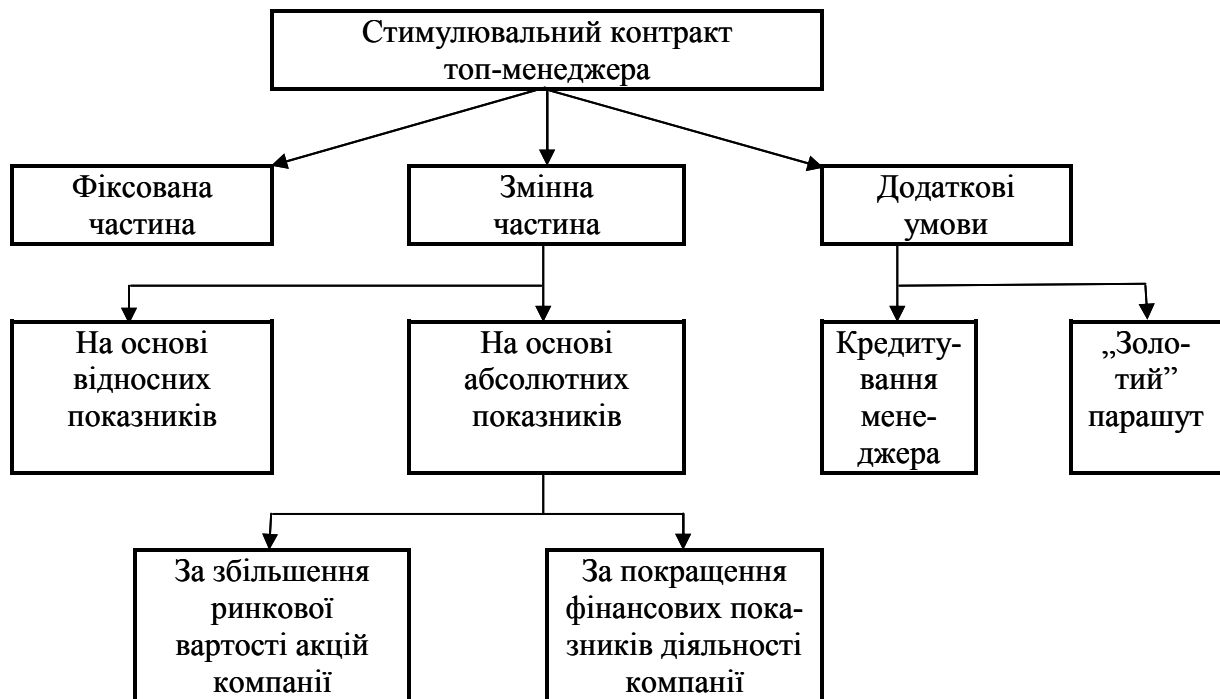 Стимулювальний контракт
топ-менеджера
Фіксована
частина
Змінна
частина
Додаткові
умови
На основі
відносних
показників
На основі
абсолютних
показників
Кредиту-
вання
мене-
джера
„Золо-
тий”
парашут
За збільшення
ринкової
вартості акцій
компанії
За покращення
фінансових пока-
зників діяльності
компанії